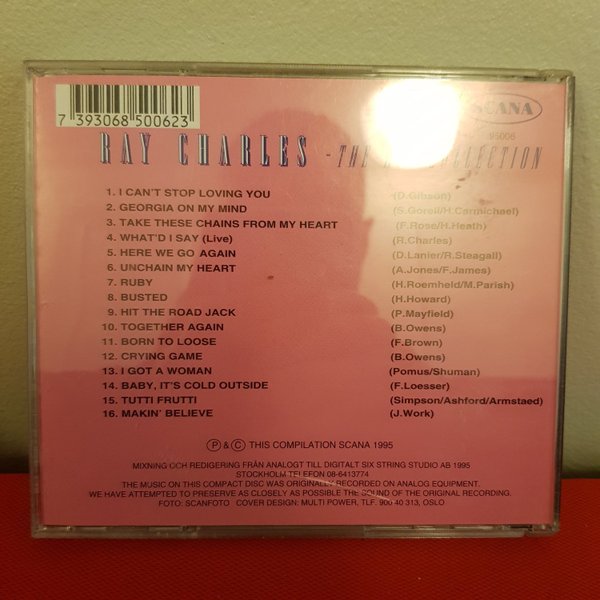 7 393068 500623
SCANA
95006
RAY CHARLES - THE COLLECTION
1. I CAN'T STOP LOVING YOU (D.Gibson)
2. GEORGIA ON MY MIND (S.Gorell/H.Carmichael)
3. TAKE THESE CHAINS FROM MY HEART (F.Rose/H.Heath)
4. WHAT'D I SAY (Live) (R.Charles)
5. HERE WE GO AGAIN (D.Lanier/R.Steagall)
6. UNCHAIN MY HEART (A.Jones/F.James)
7. RUBY (H.Roemheld/M.Parish)
8. BUSTED (H.Howard)
9. HIT THE ROAD JACK (P.Mayfield)
10. TOGETHER AGAIN (B.Owens)
11. BORN TO LOOSE (F.Brown)
12. CRYING GAME (B.Owens)
13. I GOT A WOMAN (Pomus/Shuman)
14. BABY, IT'S COLD OUTSIDE (F.Loesser)
15. TUTTI FRUTTI (Simpson/Ashford/Armstaed)
16. MAKIN' BELIEVE (J.Work)
Ⓟ & Ⓒ THIS COMPILATION SCANA 1995
MIXNING OCH REDIGERING FRÅN ANALOGT TILL DIGITALT SIX STRING STUDIO AB 1995
STOCKHOLM TELEFON 08-6413774
THE MUSIC ON THIS COMPACT DISC WAS ORIGINALLY RECORDED ON ANALOG EQUIPMENT.
WE HAVE ATTEMPTED TO PRESERVE AS CLOSELY AS POSSIBLE THE SOUND OF THE ORIGINAL RECORDING.
FOTO: SCANFOTO COVER DESIGN: MULTI POWER, TLF. 900 40 313, OSLO